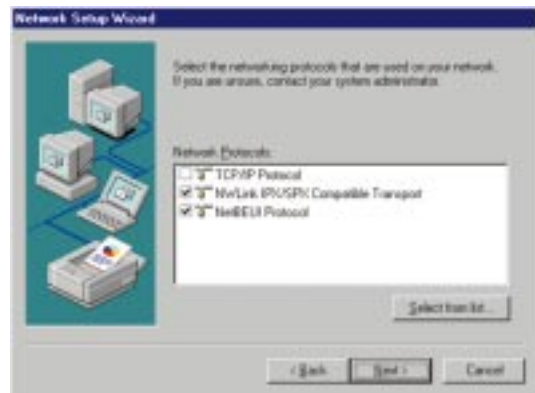 Network Setup Wizard
Select the networking protocols that are used on your network.
If you are unsure, contact your system administrator.
Network Protocols:
TCP/IP Protocol
NWLink IPX/SPX Compatible Transport
NetBEUI Protocol
Select from list...
< Back
Next >
Cancel